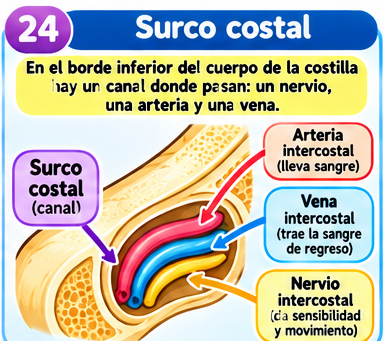 24
Surco costal
En el borde inferior del cuerpo de la costilla
hay un canal donde pasan: un nervio,
una arteria y una vena.
Arteria
intercostal
(lleva sangre)
Surco
costal
(canal)
Vena
intercostal
(trae la sangre
de regreso)
Nervio
intercostal
(da sensibilidad
y movimiento)